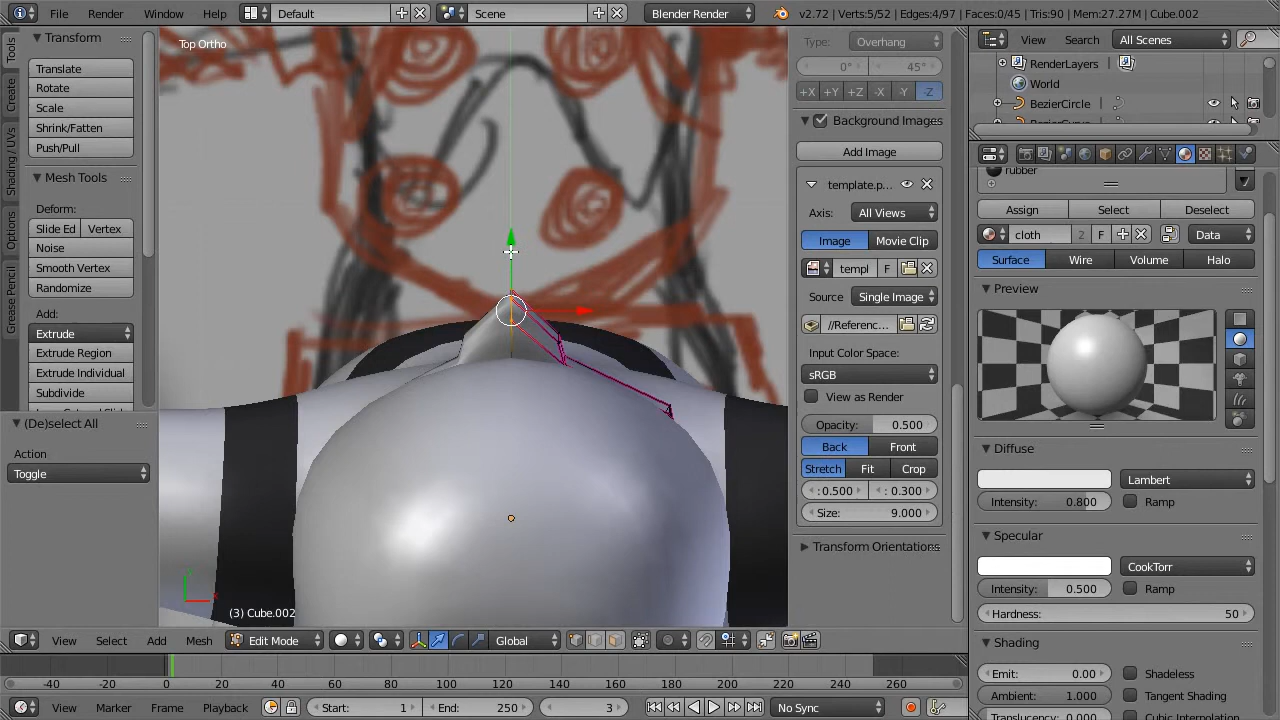 File Render Window Help Default Scene Blender Render v2.72 | Verts:5/52 | Edges:4/97 | Faces:0/45 | Tris:90 | Mem:27.27M | Cube.002
Tools
Create
Shading / UVs
Options
Grease Pencil
Transform
Translate
Rotate
Scale
Shrink/Fatten
Push/Pull
Mesh Tools
Deform:
Slide Ed Vertex
Noise
Smooth Vertex
Randomize
Add:
Extrude
Extrude Region
Extrude Individual
Subdivide
(De)select All
Action
Toggle
Top Ortho
(3) Cube.002
Type: Overhang
0° 45°
+X +Y +Z -X -Y -Z
Background Images
Add Image
template.p...
Axis: All Views
Image Movie Clip
templ F
Source Single Image
//Referenc...
Input Color Space:
sRGB
View as Render
Opacity: 0.500
Back Front
Stretch Fit Crop
: 0.500 : 0.300
Size: 9.000
Transform Orientations
View Search All Scenes
RenderLayers
World
BezierCircle
rubber
Assign Select Deselect
cloth 2 F Data
Surface Wire Volume Halo
Preview
Diffuse
Lambert
Intensity: 0.800 Ramp
Specular
CookTorr
Intensity: 0.500 Ramp
Hardness: 50
Shading
Emit: 0.00 Shadeless
Ambient: 1.000 Tangent Shading
View Select Add Mesh Edit Mode Global
-40 -20 0 20 40 60 80 100 120 140 160 180 200 220 240 260
View Marker Frame Playback Start: 1 End: 250 3 No Sync